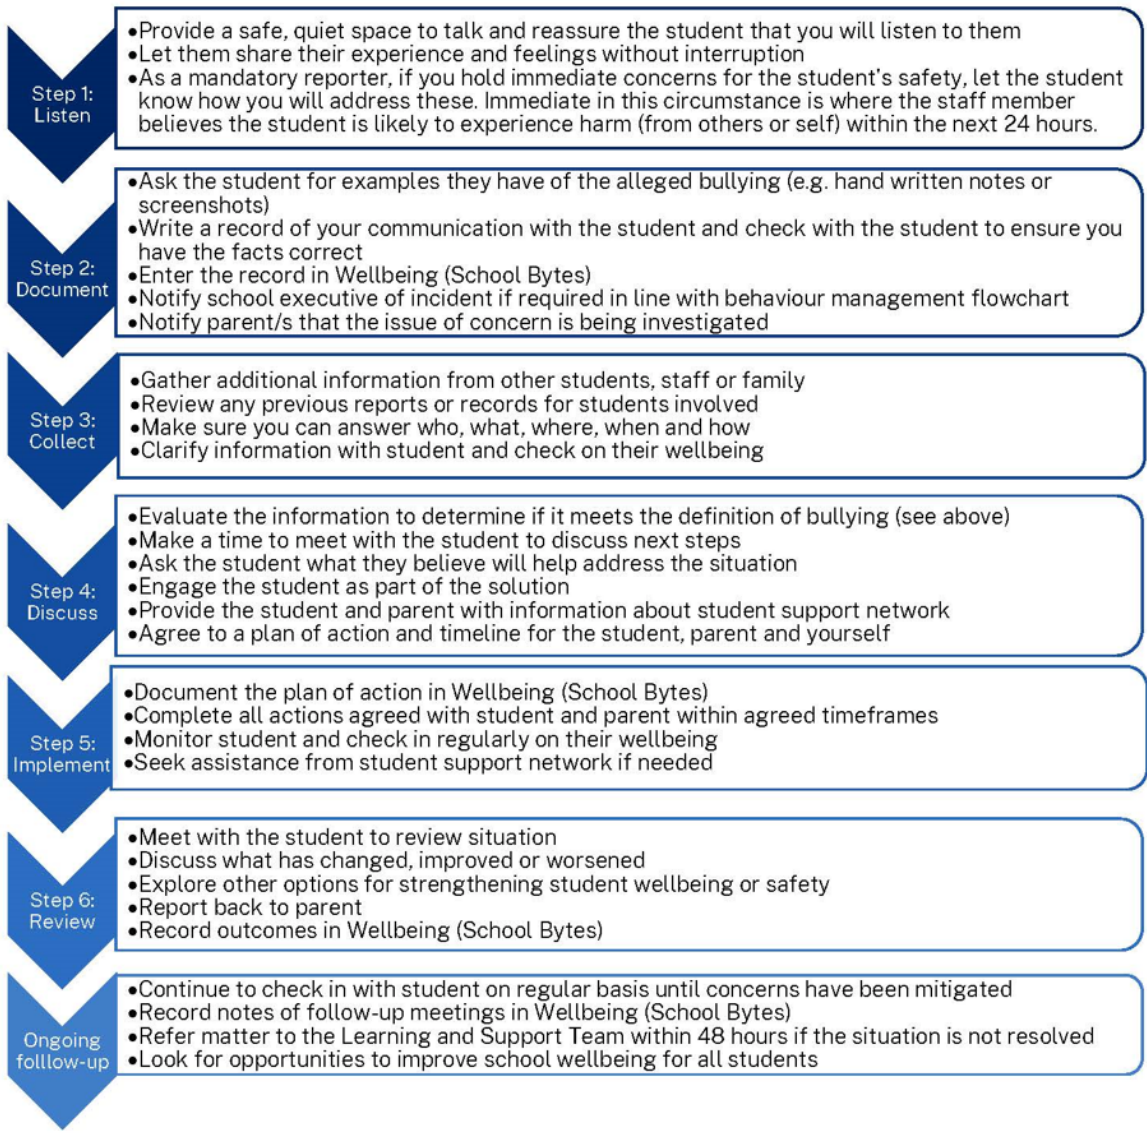 Step 1:
Listen
•Provide a safe, quiet space to talk and reassure the student that you will listen to them
•Let them share their experience and feelings without interruption
•As a mandatory reporter, if you hold immediate concerns for the student's safety, let the student
know how you will address these. Immediate in this circumstance is where the staff member
believes the student is likely to experience harm (from others or self) within the next 24 hours.
Step 2:
Document
•Ask the student for examples they have of the alleged bullying (e.g. hand written notes or
screenshots)
•Write a record of your communication with the student and check with the student to ensure you
have the facts correct
•Enter the record in Wellbeing (School Bytes)
•Notify school executive of incident if required in line with behaviour management flowchart
•Notify parent/s that the issue of concern is being investigated
Step 3:
Collect
•Gather additional information from other students, staff or family
•Review any previous reports or records for students involved
•Make sure you can answer who, what, where, when and how
•Clarify information with student and check on their wellbeing
Step 4:
Discuss
•Evaluate the information to determine if it meets the definition of bullying (see above)
•Make a time to meet with the student to discuss next steps
•Ask the student what they believe will help address the situation
•Engage the student as part of the solution
•Provide the student and parent with information about student support network
•Agree to a plan of action and timeline for the student, parent and yourself
Step 5:
Implement
•Document the plan of action in Wellbeing (School Bytes)
•Complete all actions agreed with student and parent within agreed timeframes
•Monitor student and check in regularly on their wellbeing
•Seek assistance from student support network if needed
Step 6:
Review
•Meet with the student to review situation
•Discuss what has changed, improved or worsened
•Explore other options for strengthening student wellbeing or safety
•Report back to parent
•Record outcomes in Wellbeing (School Bytes)
Ongoing
folllow-up
•Continue to check in with student on regular basis until concerns have been mitigated
•Record notes of follow-up meetings in Wellbeing (School Bytes)
•Refer matter to the Learning and Support Team within 48 hours if the situation is not resolved
•Look for opportunities to improve school wellbeing for all students